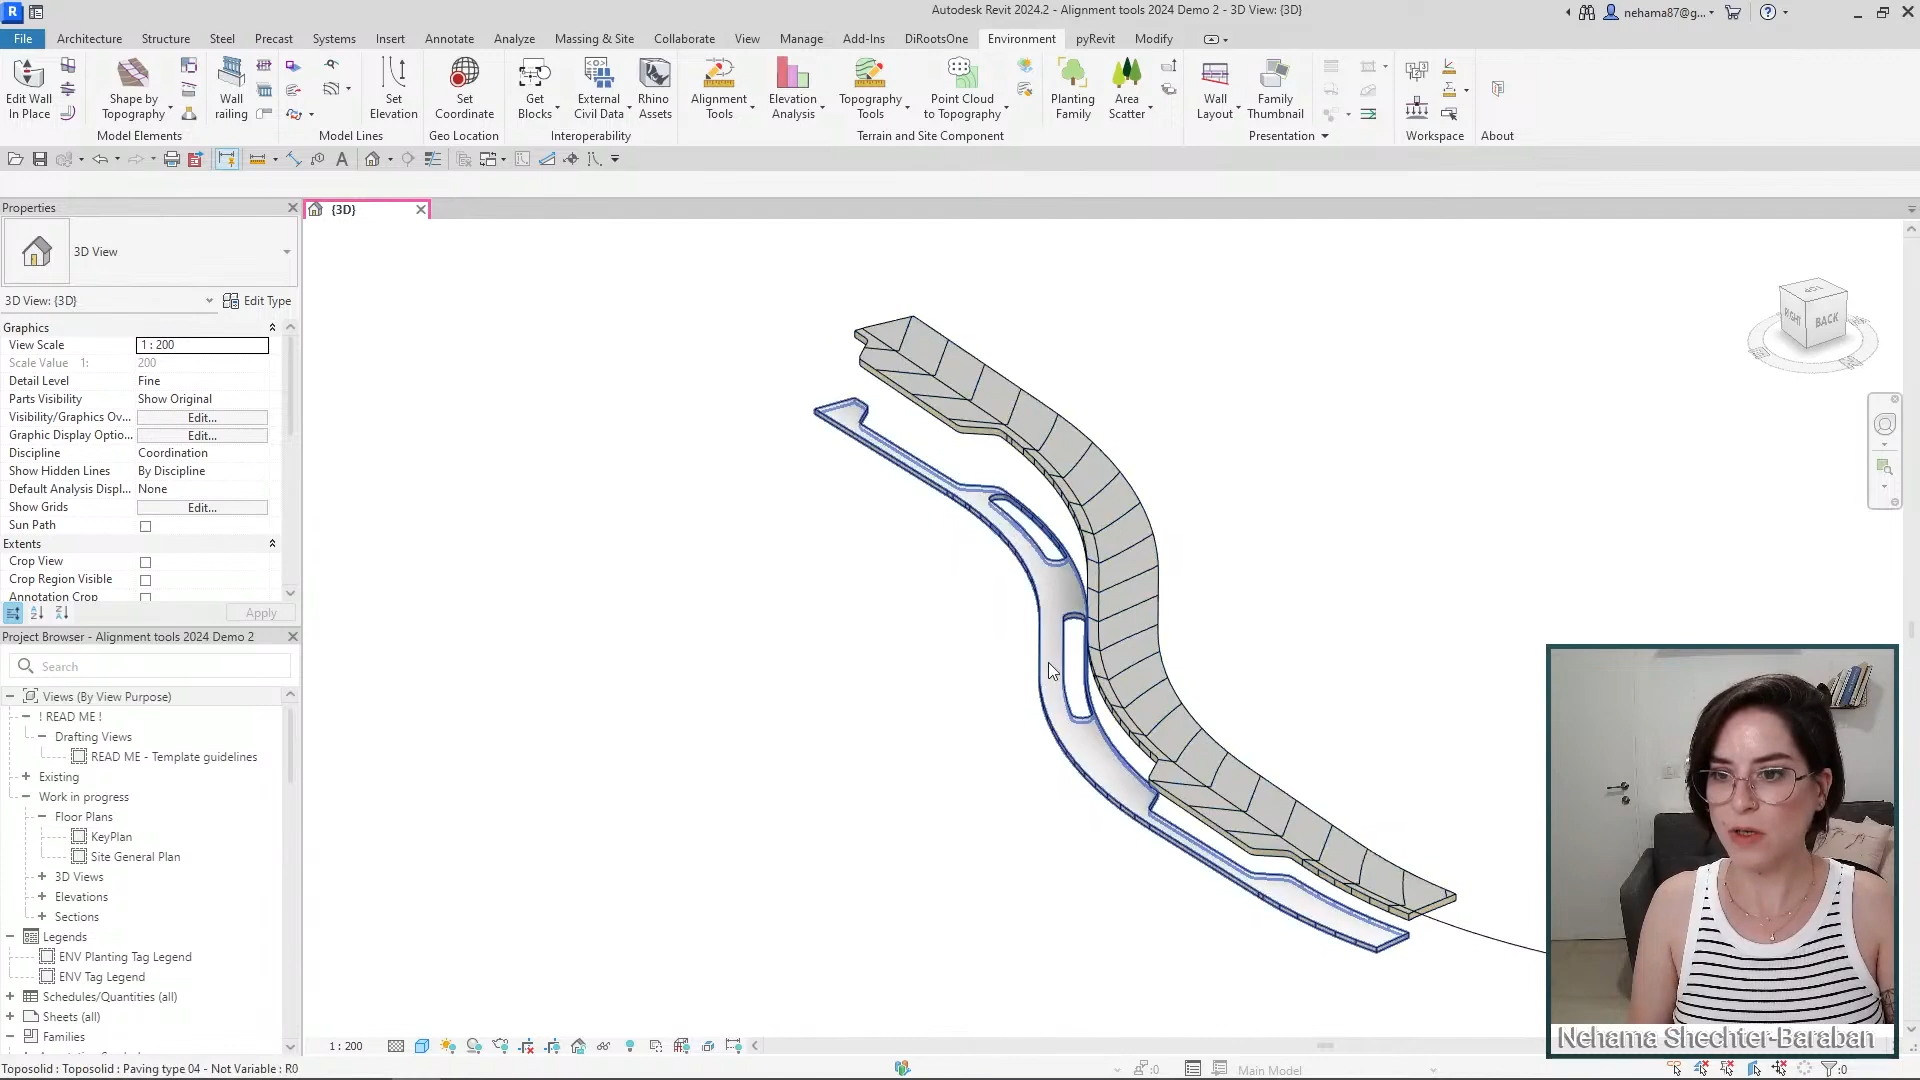 Autodesk Revit 2024.2 - Alignment tools 2024 Demo 2 - 3D View: {3D}
nehama87@g...
File Architecture Structure Steel Precast Systems Insert Annotate Analyze Massing & Site Collaborate View Manage Add-Ins DiRootsOne Environment pyRevit Modify
Edit Wall In Place
Shape by Topography
Wall railing
Set Elevation
Set Coordinate
Get Blocks
External Civil Data
Rhino Assets
Alignment Tools
Elevation Analysis
Topography Tools
Point Cloud to Topography
Planting Family
Area Scatter
Wall Layout
Family Thumbnail
Model Elements Model Lines Geo Location Interoperability Terrain and Site Component Presentation Workspace About
Properties
{3D}
3D View
3D View: {3D} Edit Type
Graphics
View Scale 1 : 200
Scale Value 1: 200
Detail Level Fine
Parts Visibility Show Original
Visibility/Graphics Ov... Edit...
Graphic Display Optio... Edit...
Discipline Coordination
Show Hidden Lines By Discipline
Default Analysis Displ... None
Show Grids Edit...
Sun Path
Extents
Crop View
Crop Region Visible
Annotation Crop
Apply
Project Browser - Alignment tools 2024 Demo 2
Search
Views (By View Purpose)
! READ ME !
Drafting Views
READ ME - Template guidelines
Existing
Work in progress
Floor Plans
KeyPlan
Site General Plan
3D Views
Elevations
Sections
Legends
ENV Planting Tag Legend
ENV Tag Legend
Schedules/Quantities (all)
Sheets (all)
Families
TOP
RIGHT
BACK
Nehama Shechter-Baraban
1 : 200
Toposolid : Toposolid : Paving type 04 - Not Variable : R0
:0
Main Model
:0